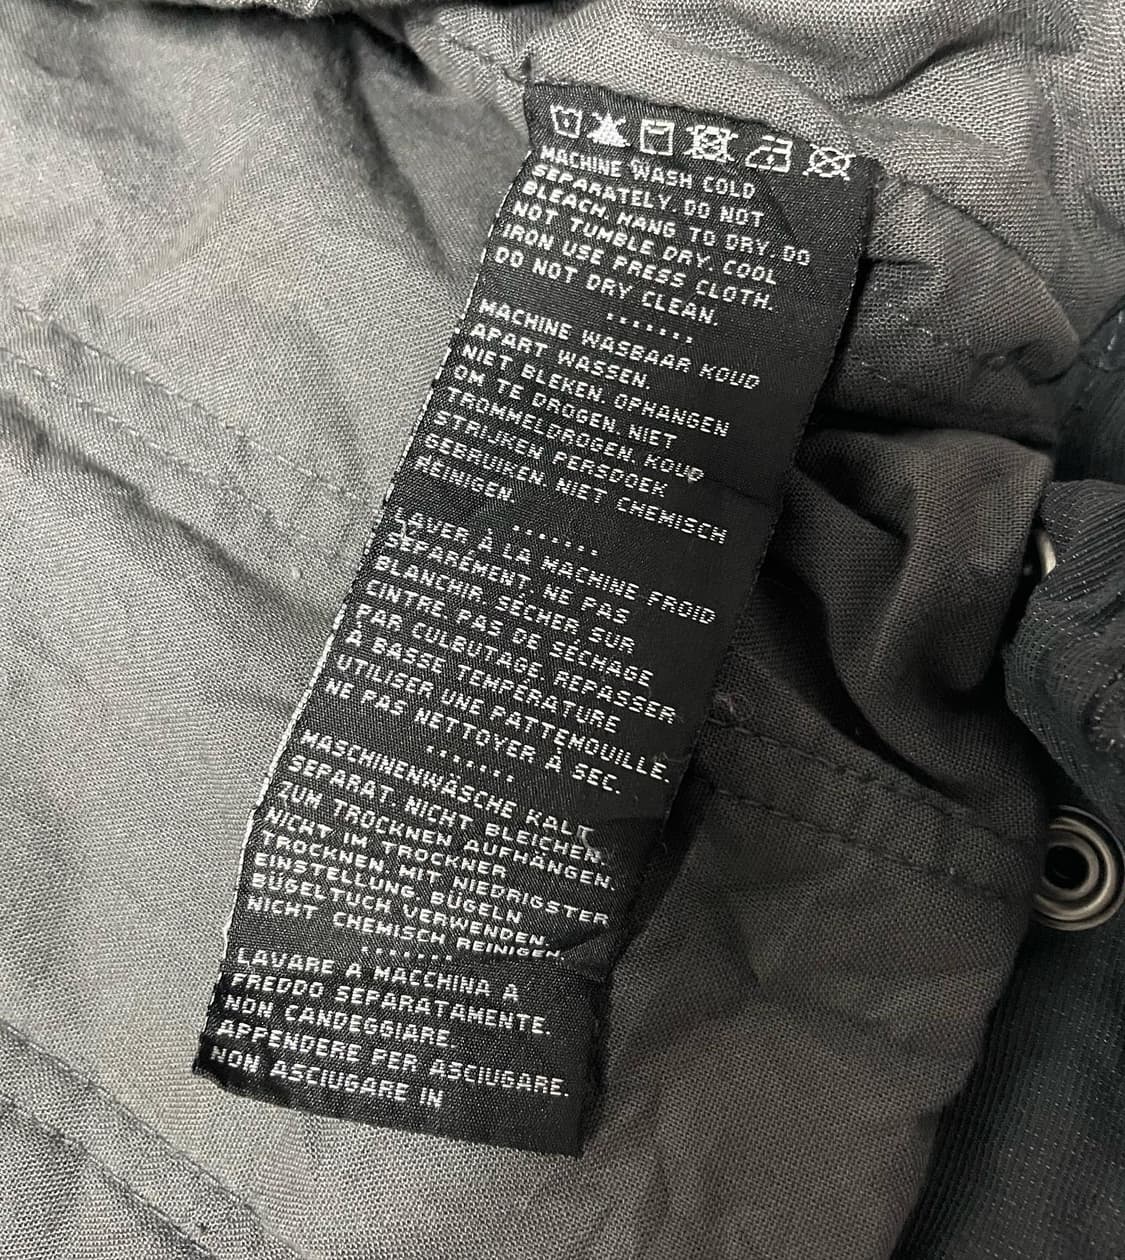 MACHINE WASH COLD
SEPARATELY. DO NOT
BLEACH. HANG TO DRY. DO
NOT TUMBLE DRY. COOL
IRON USE PRESS CLOTH.
DO NOT DRY CLEAN.
.......
MACHINE WASBAAR KOUD
APART WASSEN.
NIET BLEKEN. OPHANGEN
OM TE DROGEN. NIET
TROMMELDROGEN. KOUD
STRIJKEN PERSDOEK
GEBRUIKEN. NIET CHEMISCH
REINIGEN.
.......
LAVER À LA MACHINE FROID
SÉPARÉMENT. NE PAS
BLANCHIR. SÉCHER SUR
CINTRE. PAS DE SÉCHAGE
PAR CULBUTAGE. REPASSER
À BASSE TEMPÉRATURE
UTILISER UNE PATTEMOUILLE.
NE PAS NETTOYER À SEC.
.......
MASCHINENWÄSCHE KALT
SEPARAT. NICHT BLEICHEN.
ZUM TROCKNEN AUFHÄNGEN.
NICHT IM TROCKNER
TROCKNEN. MIT NIEDRIGSTER
EINSTELLUNG BÜGELN
BÜGELTUCH VERWENDEN.
NICHT CHEMISCH REINIGEN.
.......
LAVARE A MACCHINA A
FREDDO SEPARATAMENTE.
NON CANDEGGIARE.
APPENDERE PER ASCIUGARE.
NON ASCIUGARE IN